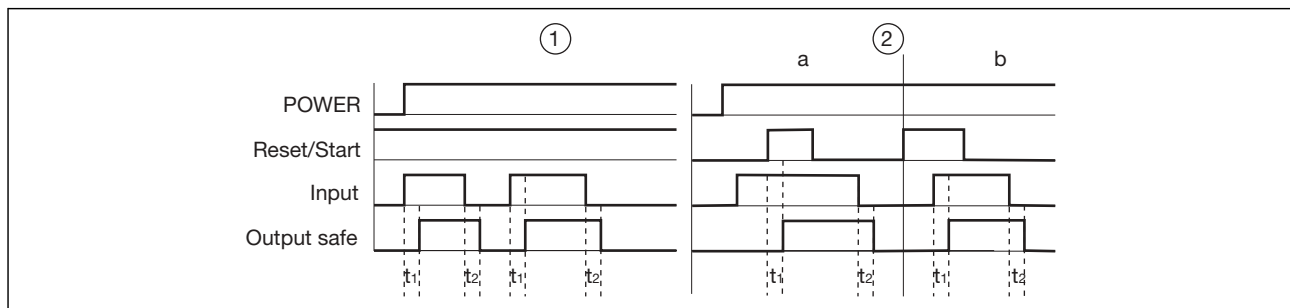 ① ②
a b
POWER
Reset/Start
Input
Output safe
t1 t2 t1 t2 t1 t2 t1 t2